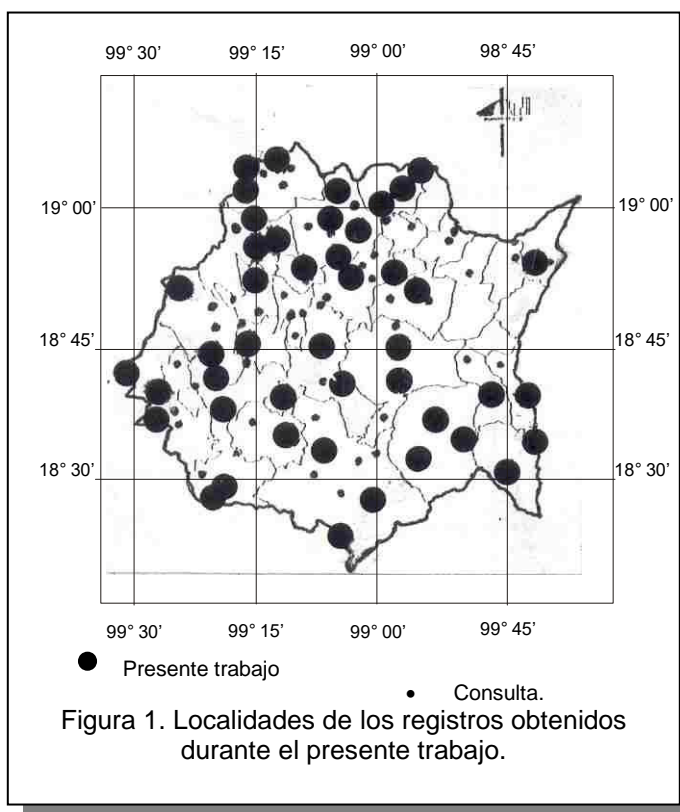 99° 30’ 99° 15’ 99° 00’ 98° 45’
19° 00’ 19° 00’
18° 45’ 18° 45’
18° 30’ 18° 30’
99° 30’ 99° 15’ 99° 00’ 99° 45’
Presente trabajo
Consulta.
Figura 1. Localidades de los registros obtenidos
durante el presente trabajo.